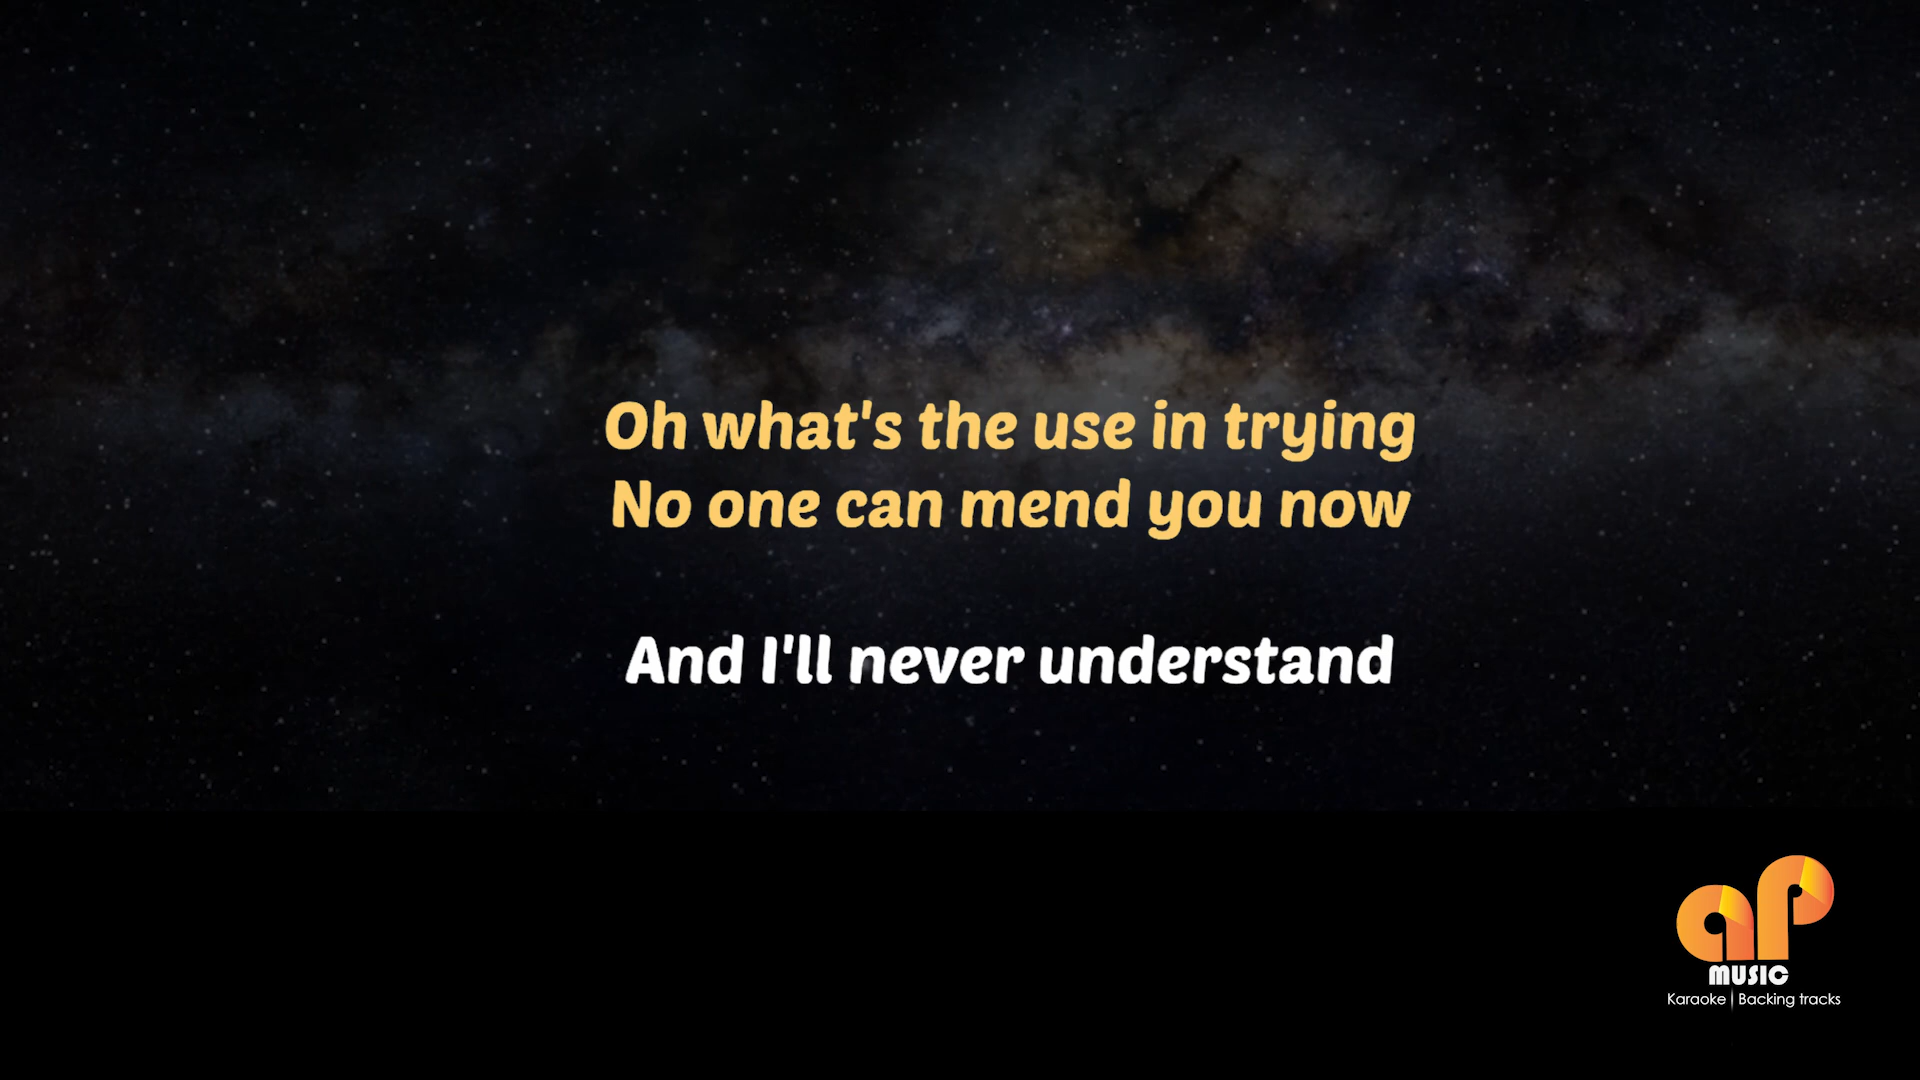 Oh what's the use in trying
No one can mend you now
And I'll never understand
ap
MUSIC
Karaoke | Backing tracks